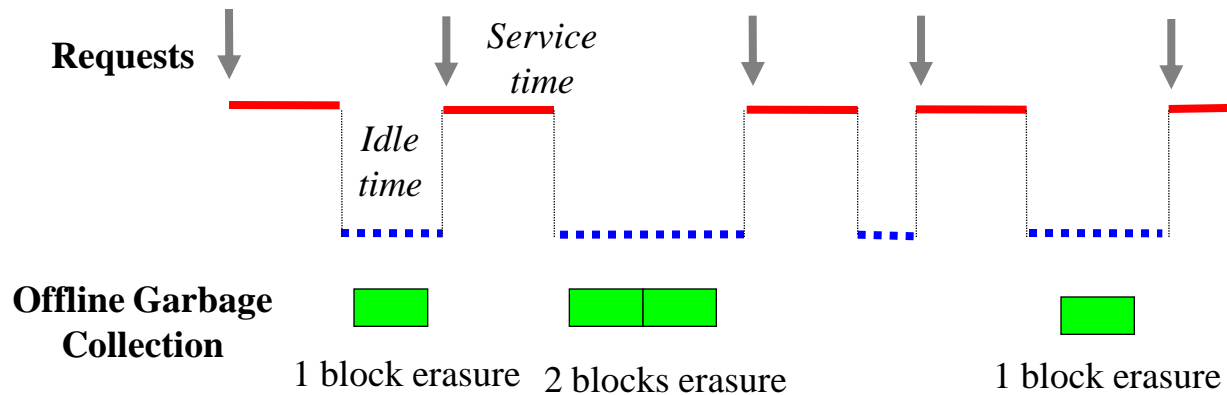 Requests
Service
time
Idle
time
Offline Garbage
Collection
1 block erasure
2 blocks erasure
1 block erasure